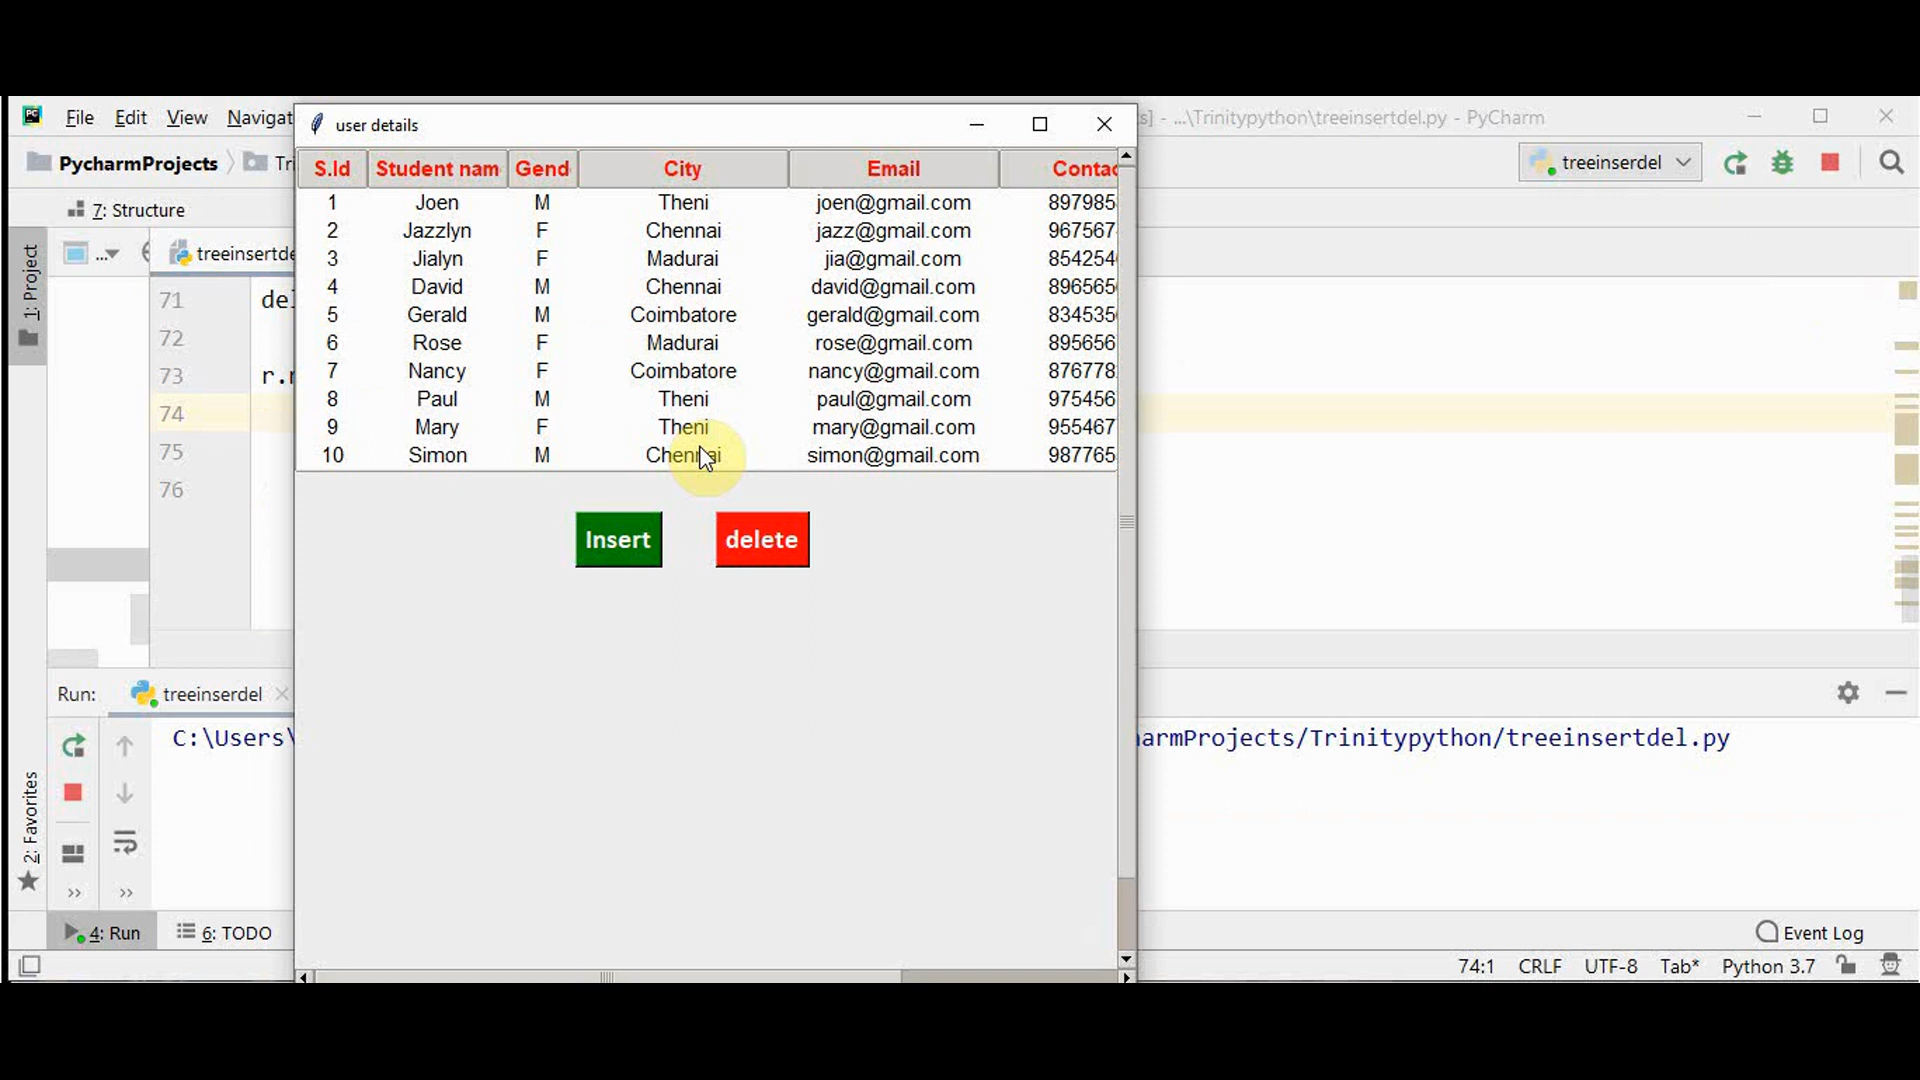 File Edit View Navigat
user details
] - ...\Trinitypython\treeinsertdel.py - PyCharm
PycharmProjects
Tri
treeinserdel
7: Structure
1: Project
...
treeinsertde
S.Id Student nam Gend City Email Contac
1 Joen M Theni joen@gmail.com 897985
2 Jazzlyn F Chennai jazz@gmail.com 967567
3 Jialyn F Madurai jia@gmail.com 854254
4 David M Chennai david@gmail.com 896565
5 Gerald M Coimbatore gerald@gmail.com 834535
6 Rose F Madurai rose@gmail.com 895656
7 Nancy F Coimbatore nancy@gmail.com 876778
8 Paul M Theni paul@gmail.com 975456
9 Mary F Theni mary@gmail.com 955467
10 Simon M Chennai simon@gmail.com 987765
71 del
72
73 r.
74
75
76
Insert delete
Run: treeinserdel
C:\Users\
armProjects/Trinitypython/treeinsertdel.py
2: Favorites
4: Run 6: TODO
Event Log
74:1 CRLF UTF-8 Tab* Python 3.7